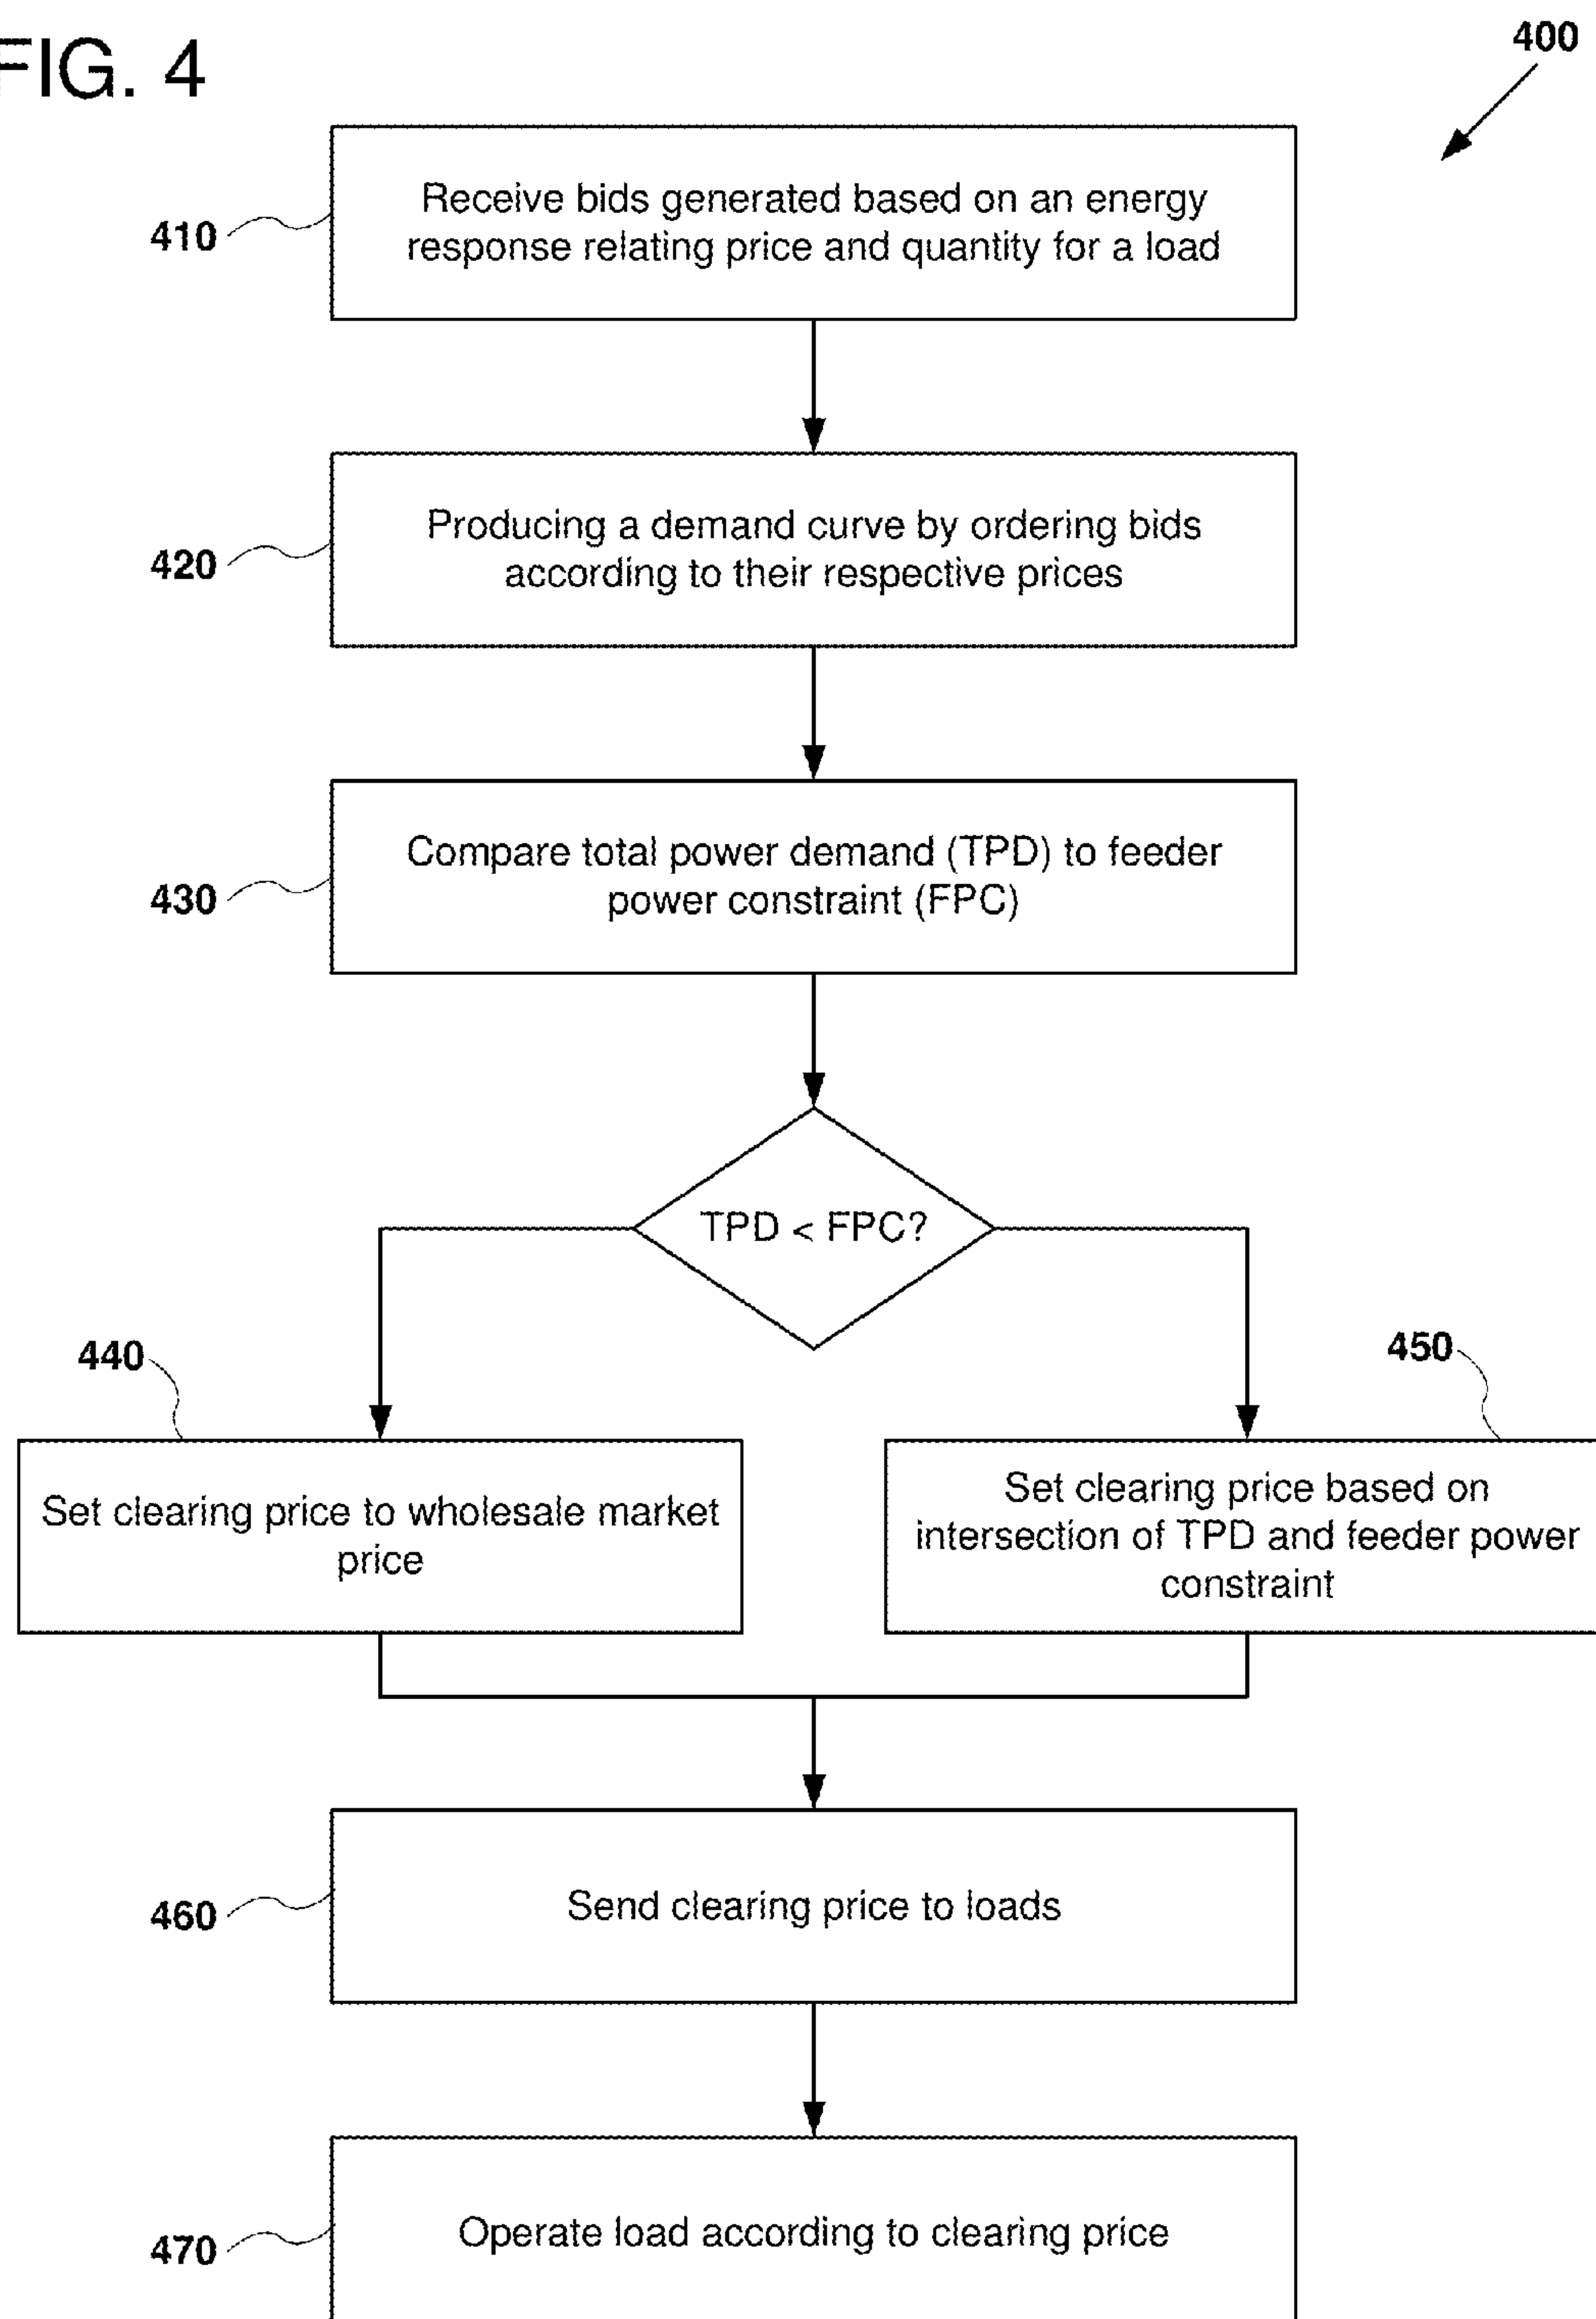 FIG. 4
400
Receive bids generated based on an energy
response relating price and quantity for a load
410
Producing a demand curve by ordering bids
according to their respective prices
420
Compare total power demand (TPD) to feeder
power constraint (FPC)
430
TPD < FPC?
440
450
Set clearing price to wholesale market
price
Set clearing price based on
intersection of TPD and feeder power
constraint
Send clearing price to loads
460
Operate load according to clearing price
470